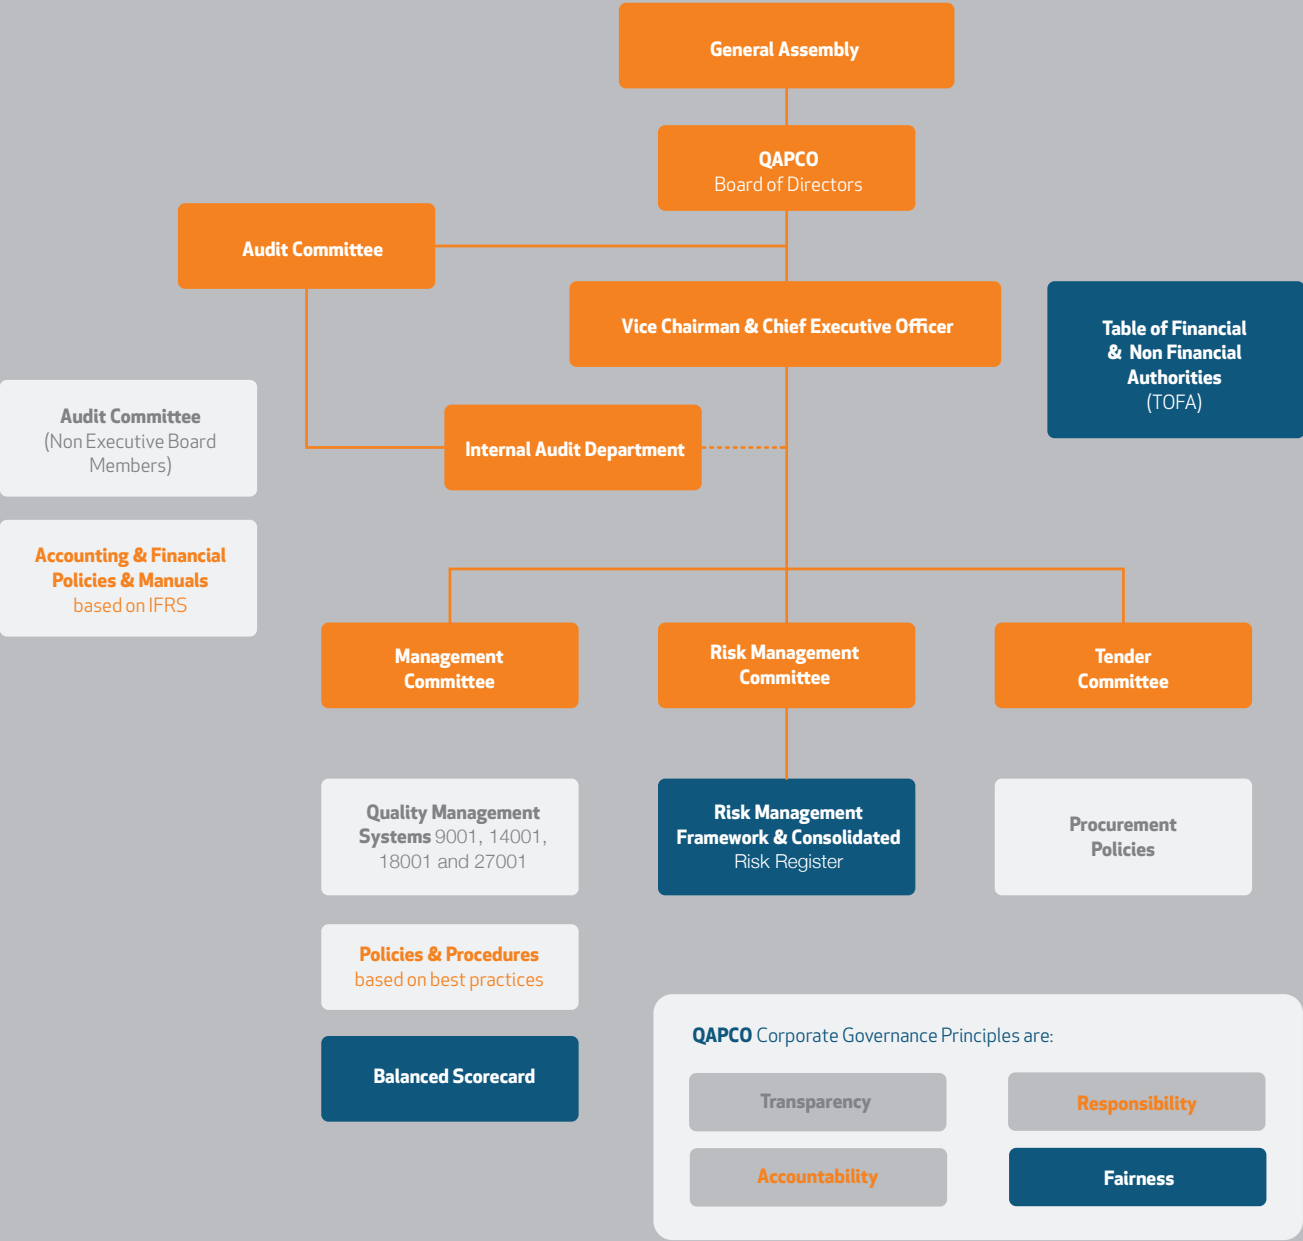 General Assembly
QAPCO
Board of Directors
Audit Committee
Vice Chairman & Chief Executive Officer
Table of Financial
& Non Financial
Authorities
(TOFA)
Audit Committee
(Non Executive Board
Members)
Internal Audit Department
Accounting & Financial
Policies & Manuals
based on IFRS
Management
Committee
Risk Management
Committee
Tender
Committee
Quality Management
Systems 9001, 14001,
18001 and 27001
Risk Management
Framework & Consolidated
Risk Register
Procurement
Policies
Policies & Procedures
based on best practices
Balanced Scorecard
QAPCO Corporate Governance Principles are:
Transparency
Responsibility
Accountability
Fairness